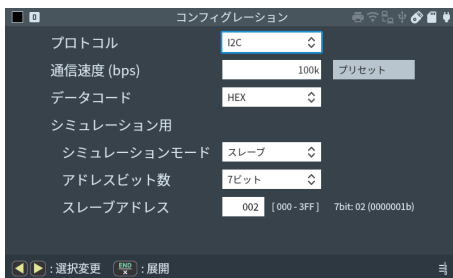 0 コンフィグレーション
プロトコル I2C
通信速度 (bps) 100k プリセット
データコード HEX
シミュレーション用
シミュレーションモード スレーブ
アドレスビット数 7ビット
スレーブアドレス 002 [ 000 - 3FF ] 7bit: 02 (0000001b)
: 選択変更 END × : 展開